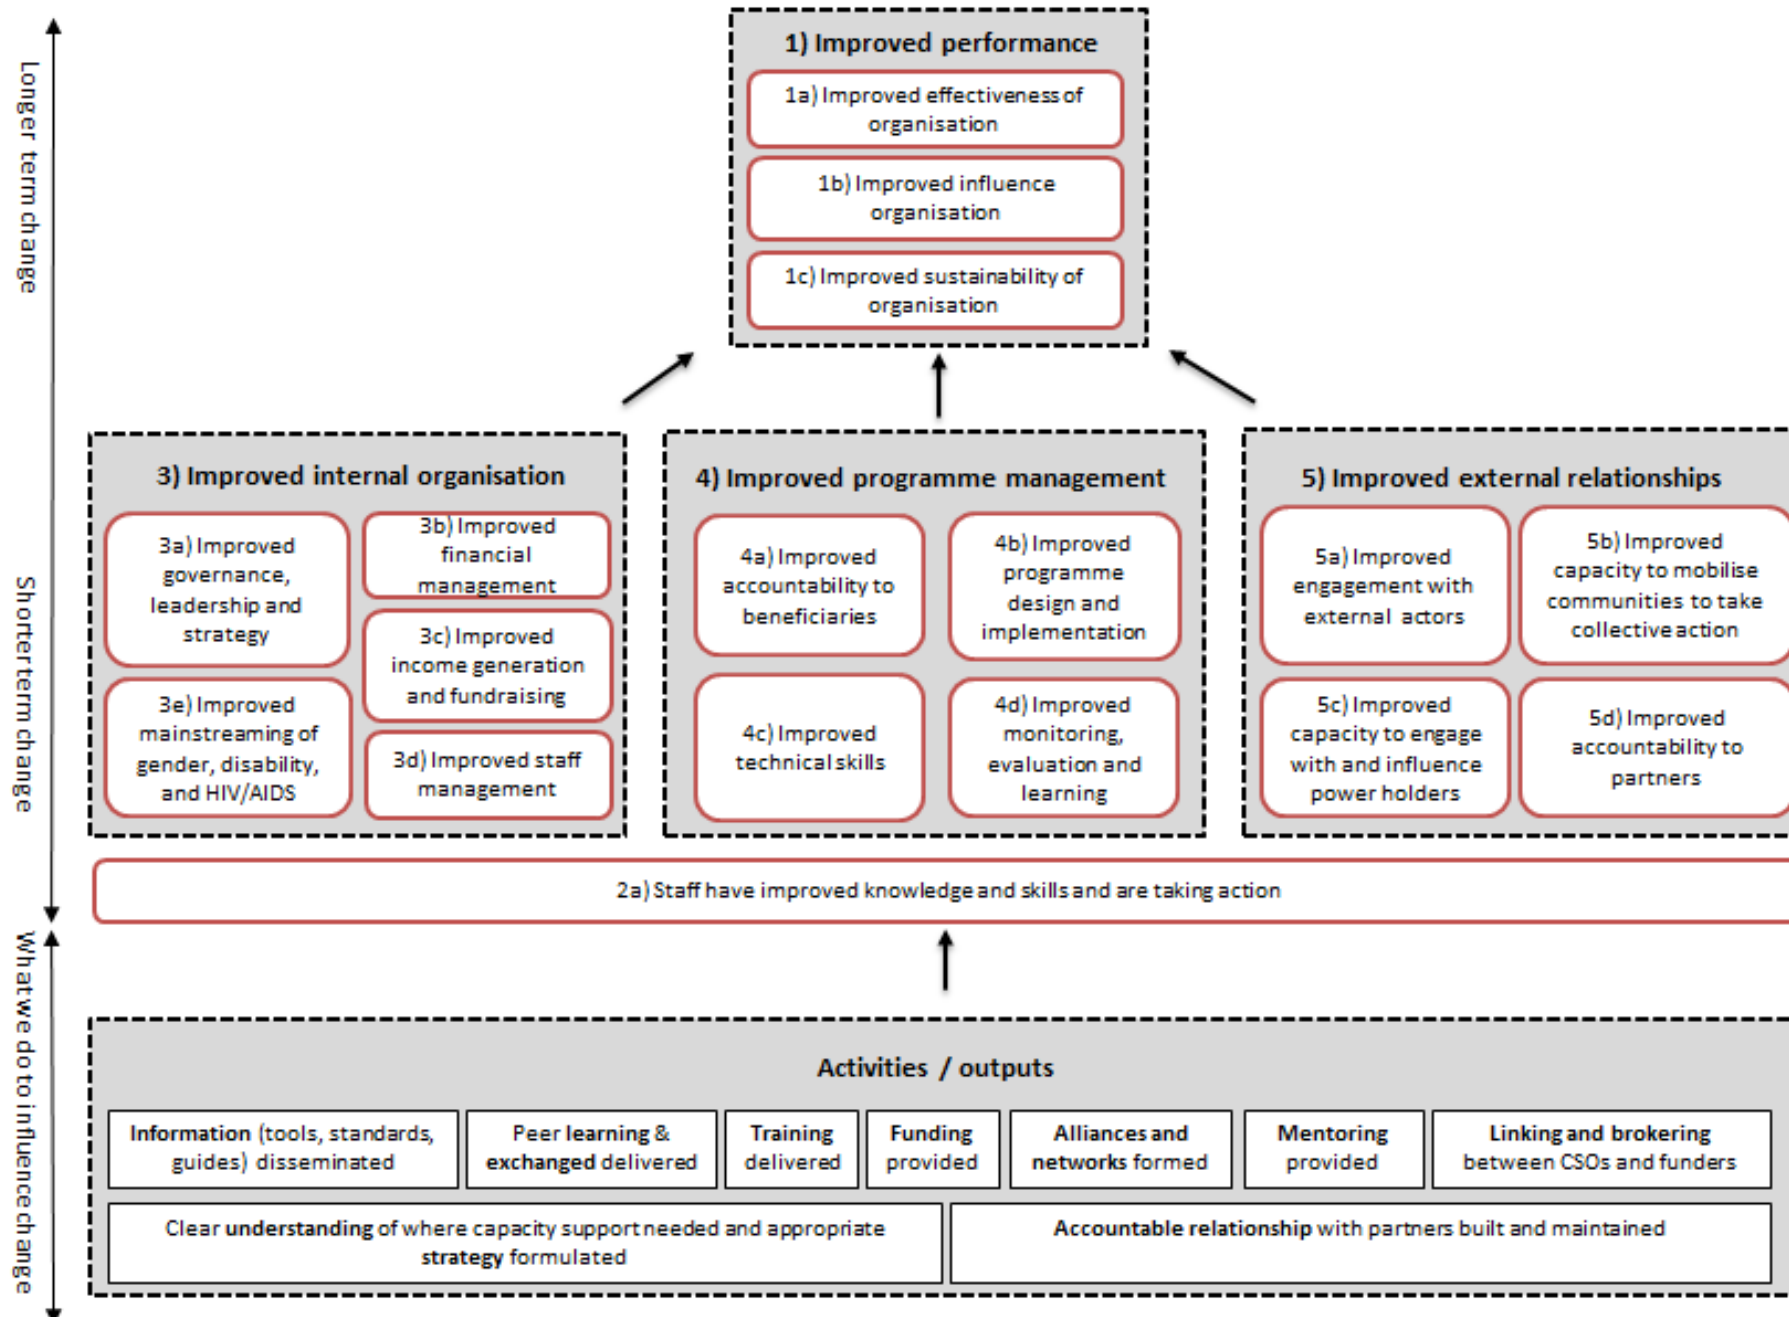 1) Improved performance
1a) Improved effectiveness of
organisation
1b) Improved influence
organisation
1c) Improved sustainability of
organisation
Longer term change
Shorter term change
What we do to influence change
3) Improved internal organisation
3a) Improved
governance,
leadership and
strategy
3b) Improved
financial
management
3c) Improved
income generation
and fundraising
3e) Improved
mainstreaming of
gender, disability,
and HIV/AIDS
3d) Improved staff
management
4) Improved programme management
4a) Improved
accountability to
beneficiaries
4b) Improved
programme
design and
implementation
4c) Improved
technical skills
4d) Improved
monitoring,
evaluation and
learning
5) Improved external relationships
5a) Improved
engagement with
external actors
5b) Improved
capacity to mobilise
communities to take
collective action
5c) Improved
capacity to engage
with and influence
power holders
5d) Improved
accountability to
partners
2a) Staff have improved knowledge and skills and are taking action
Activities / outputs
Information (tools, standards,
guides) disseminated
Peer learning &
exchanged delivered
Training
delivered
Funding
provided
Alliances and
networks formed
Mentoring
provided
Linking and brokering
between CSOs and funders
Clear understanding of where capacity support needed and appropriate
strategy formulated
Accountable relationship with partners built and maintained